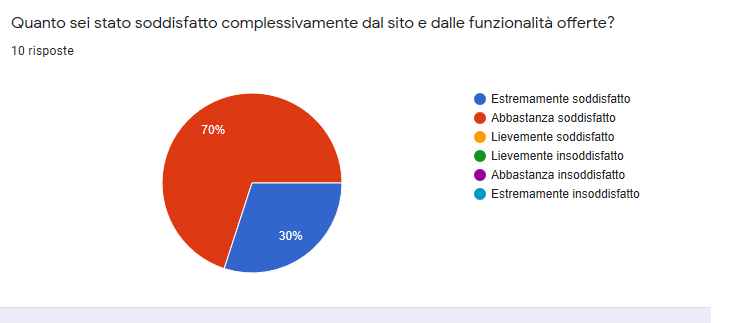 Quanto sei stato soddisfatto complessivamente dal sito e dalle funzionalità offerte?
10 risposte
70%
30%
Estremamente soddisfatto
Abbastanza soddisfatto
Lievemente soddisfatto
Lievemente insoddisfatto
Abbastanza insoddisfatto
Estremamente insoddisfatto